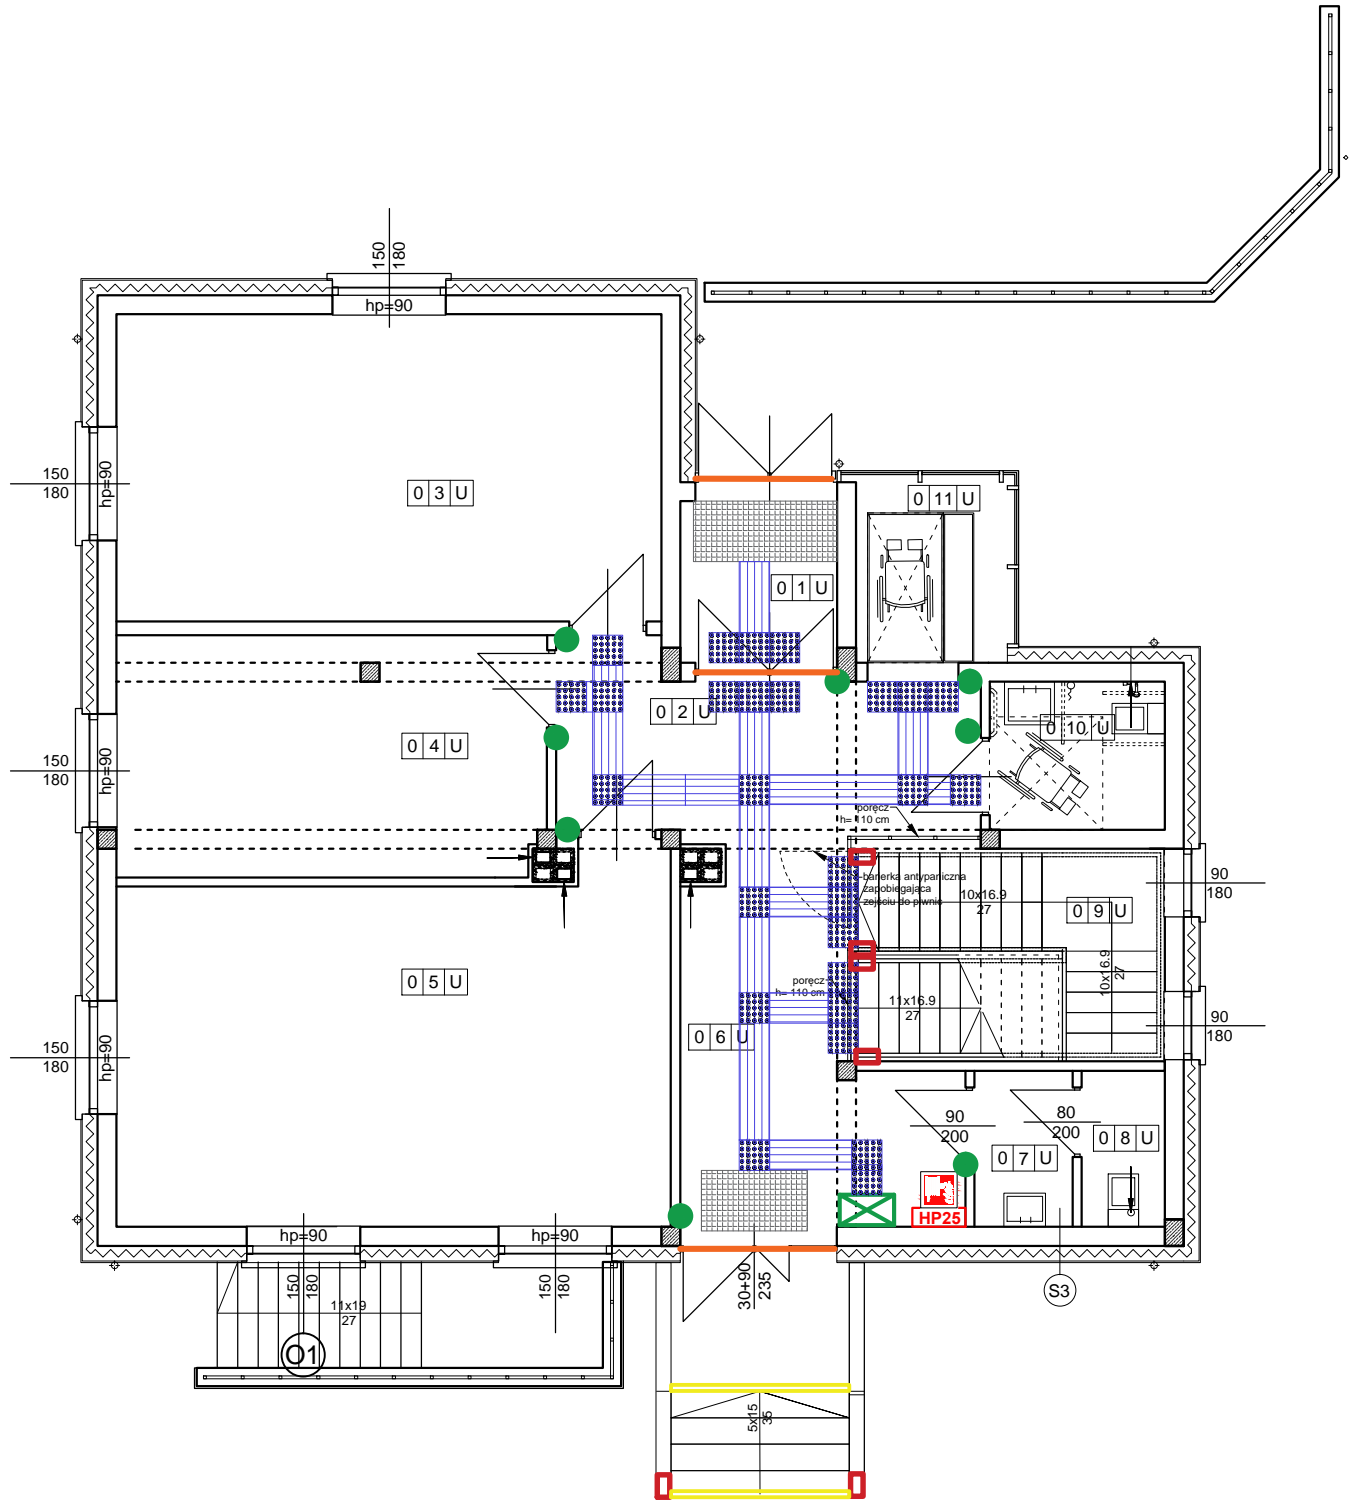 150
180
hp=90
150
180
hp=90
0 3 U
0 11 U
0 1 U
0 2 U
0 10 U
0 4 U
150
180
hp=90
poręcz
h= 110 cm
barierka antypaniczna
zapobiegająca
zejściu do piwnic
10x16.9
27
0 9 U
90
180
10x16.9
27
0 5 U
poręcz
h= 110 cm
11x16.9
27
90
180
0 6 U
150
180
hp=90
90
200
80
200
0 8 U
0 7 U
HP25
hp=90
hp=90
150
180
150
180
30+90
235
S3
11x19
27
O1
5x15
35